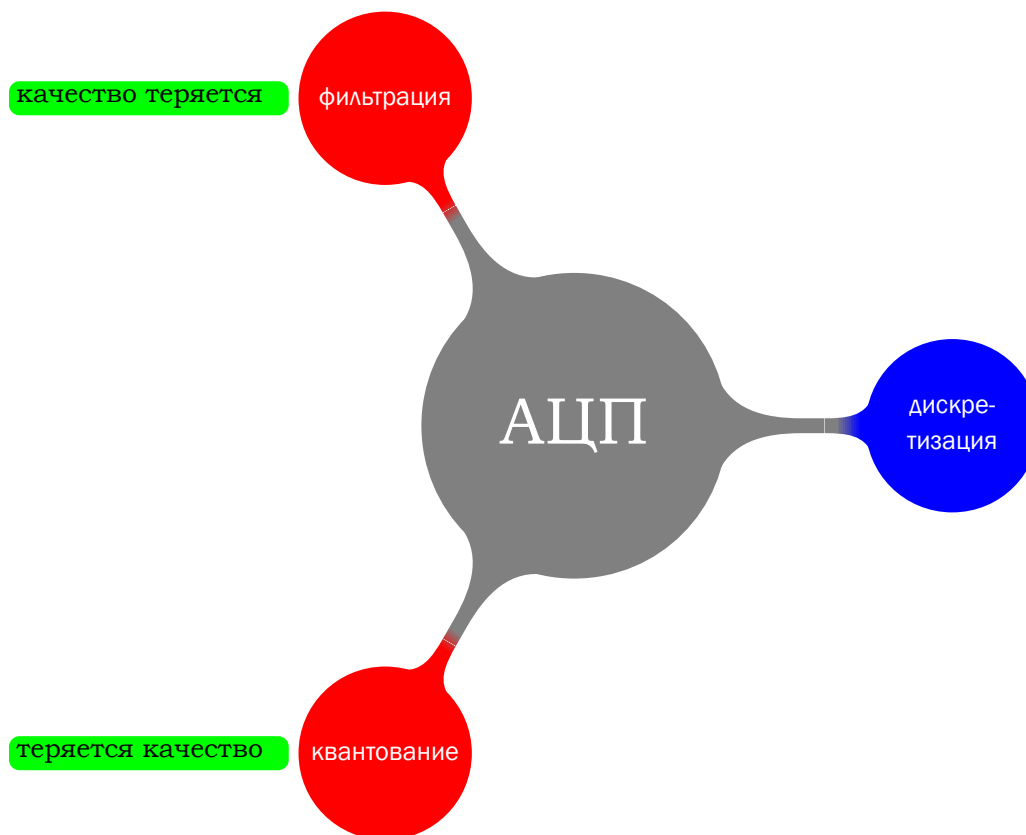 качество теряется
фильтрация
АЦП
дискре-
тизация
теряется качество
квантование